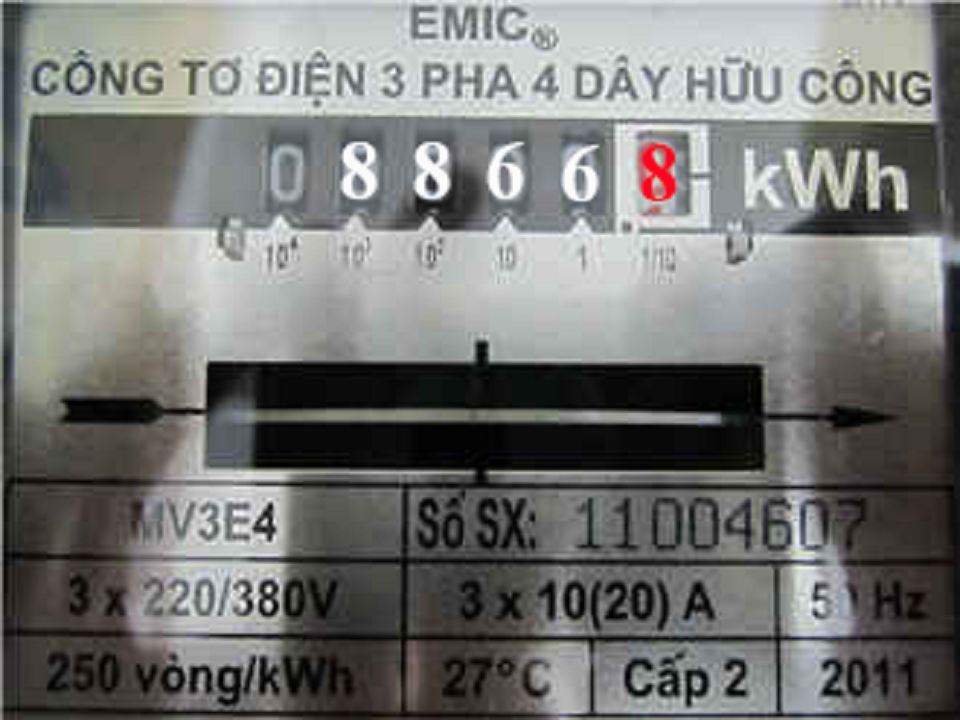 EMIC®
CÔNG TƠ ĐIỆN 3 PHA 4 DÂY HỮU CÔNG
0 8 8 6 6 8 kWh
10⁴ 10³ 10² 10 1 1/10
MV3E4 Số SX: 11004607
3 x 220/380V 3 x 10(20) A 50 Hz
250 vòng/kWh 27°C Cấp 2 2011